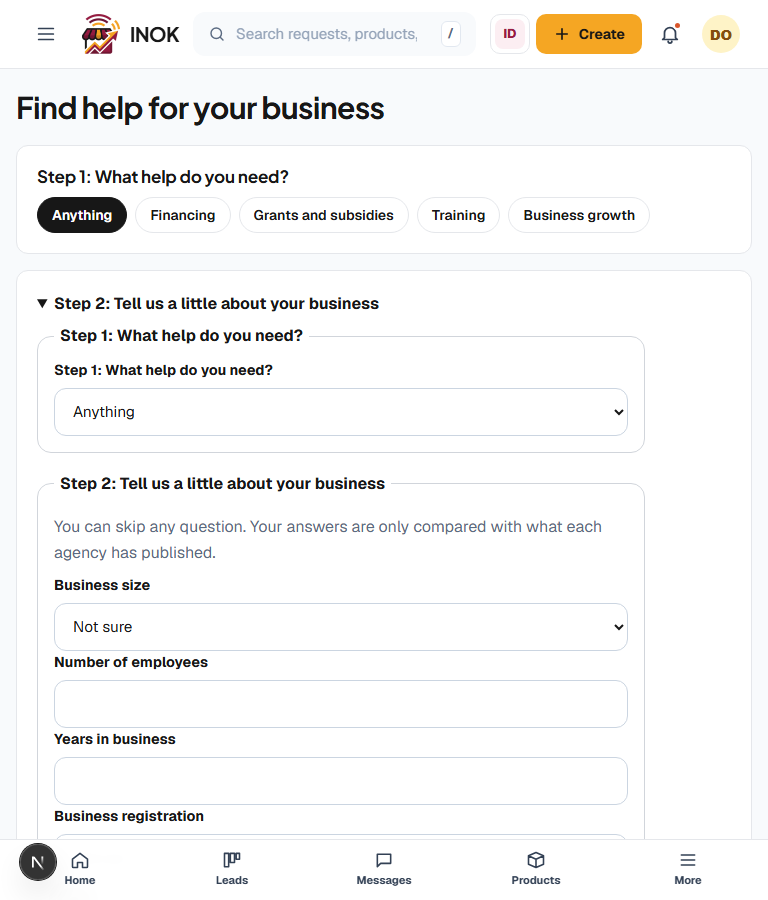 INOK
Search requests, products,
/
ID
Create
DO
Find help for your business
Step 1: What help do you need?
Anything
Financing
Grants and subsidies
Training
Business growth
Step 2: Tell us a little about your business
Step 1: What help do you need?
Step 1: What help do you need?
Anything
Step 2: Tell us a little about your business
You can skip any question. Your answers are only compared with what each
agency has published.
Business size
Not sure
Number of employees
Years in business
Business registration
N
Home
Leads
Messages
Products
More